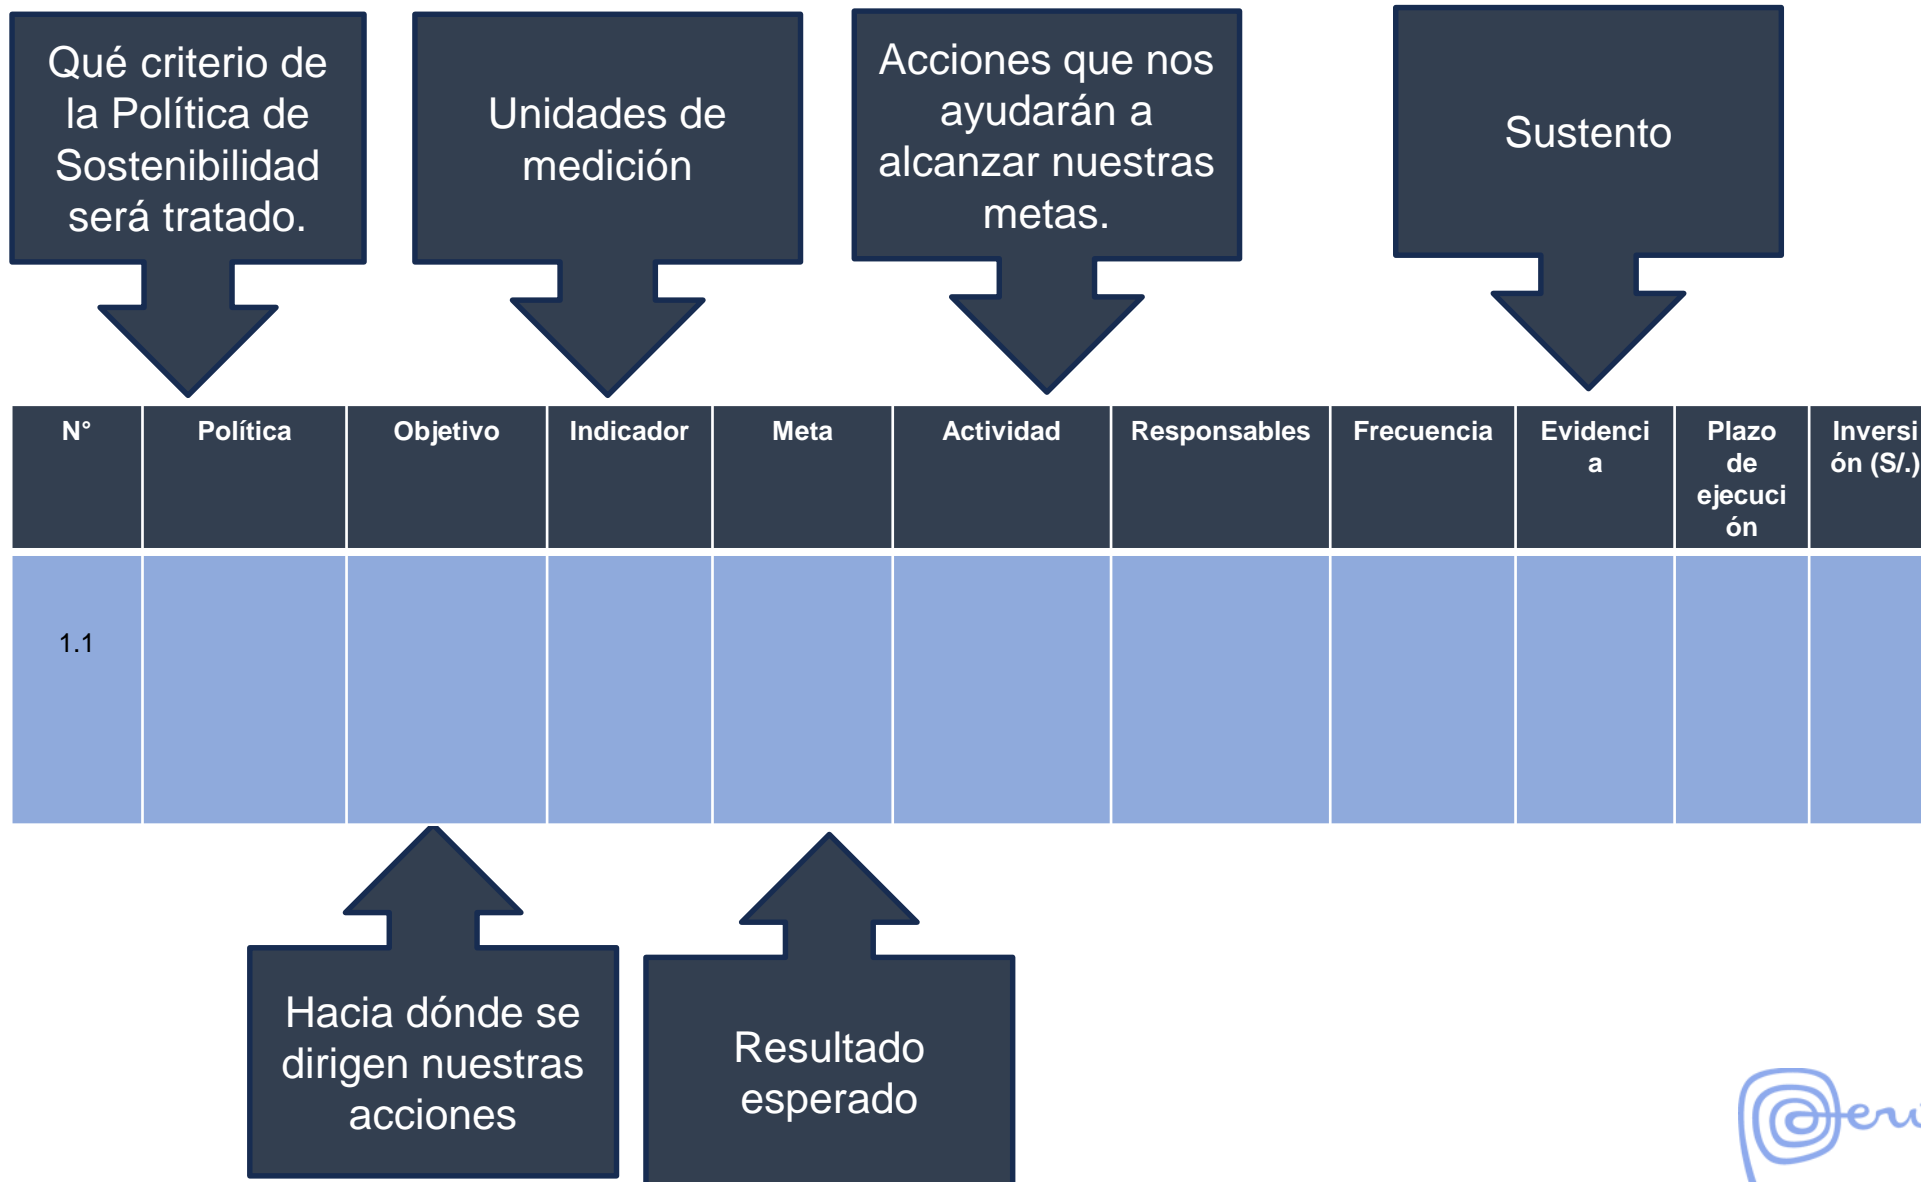 Qué criterio de
la Política de
Sostenibilidad
será tratado.
Unidades de
medición
Acciones que nos
ayudarán a
alcanzar nuestras
metas.
Sustento
N°
Política
Objetivo
Indicador
Meta
Actividad
Responsables
Frecuencia
Evidenci
a
Plazo
de
ejecuci
ón
Inversi
ón (S/.)
1.1
Hacia dónde se
dirigen nuestras
acciones
Resultado
esperado
Perú